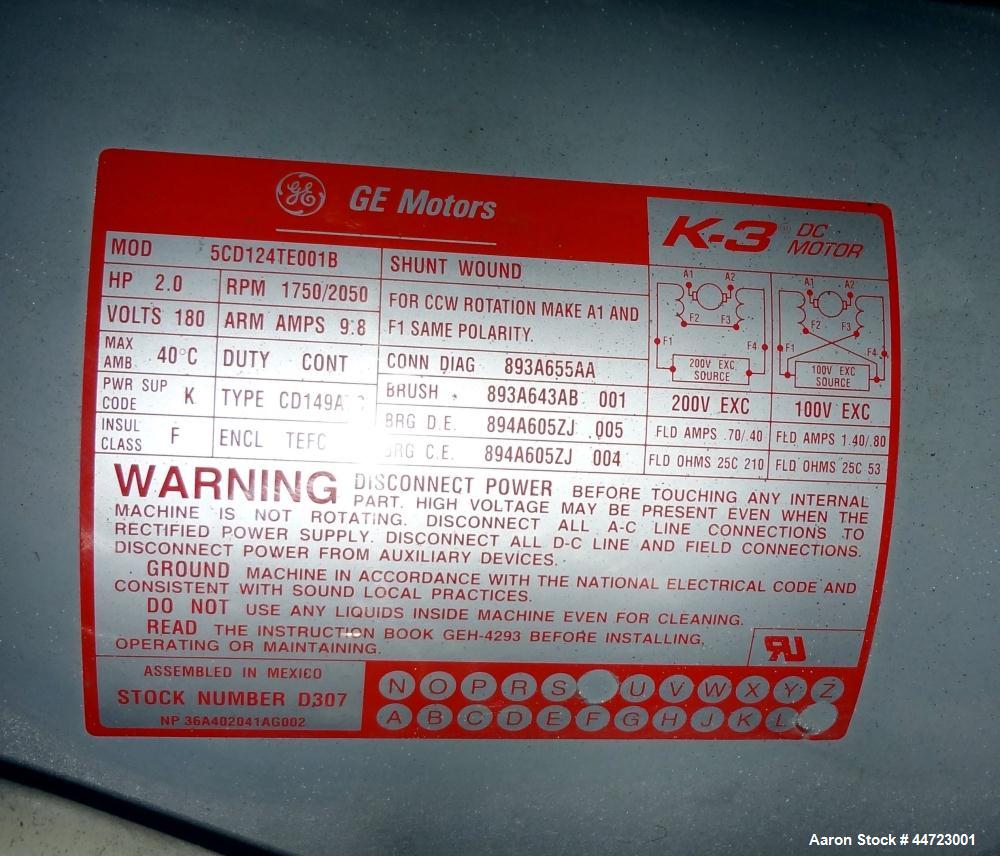 GE GE Motors
K-3® DC MOTOR
MOD 5CD124TE001B
SHUNT WOUND
HP 2.0 RPM 1750/2050
FOR CCW ROTATION MAKE A1 AND
F1 SAME POLARITY.
VOLTS 180 ARM AMPS 9.8
MAX AMB 40°C DUTY CONT
CONN DIAG 893A655AA
PWR SUP CODE K TYPE CD149A
BRUSH 893A643AB 001
INSUL CLASS F ENCL TEFC
BRG D.E. 894A605ZJ 005
BRG C.E. 894A605ZJ 004
A1 A2
F2 F3
F1 F4
200V EXC
SOURCE
A1 A2
F2 F3
F1 F4
100V EXC
SOURCE
200V EXC 100V EXC
FLD AMPS .70/.40 FLD AMPS 1.40/.80
FLD OHMS 25C 210 FLD OHMS 25C 53
WARNING DISCONNECT POWER BEFORE TOUCHING ANY INTERNAL
PART. HIGH VOLTAGE MAY BE PRESENT EVEN WHEN THE
MACHINE IS NOT ROTATING. DISCONNECT ALL A-C LINE CONNECTIONS TO
RECTIFIED POWER SUPPLY. DISCONNECT ALL D-C LINE AND FIELD CONNECTIONS.
DISCONNECT POWER FROM AUXILIARY DEVICES.
GROUND MACHINE IN ACCORDANCE WITH THE NATIONAL ELECTRICAL CODE AND
CONSISTENT WITH SOUND LOCAL PRACTICES.
DO NOT USE ANY LIQUIDS INSIDE MACHINE EVEN FOR CLEANING.
READ THE INSTRUCTION BOOK GEH-4293 BEFORE INSTALLING,
OPERATING OR MAINTAINING.
ASSEMBLED IN MEXICO
STOCK NUMBER D307
NP 36A402041AG002
N O P R S U V W X Y Z
A B C D E F G H J K L
Aaron Stock # 44723001